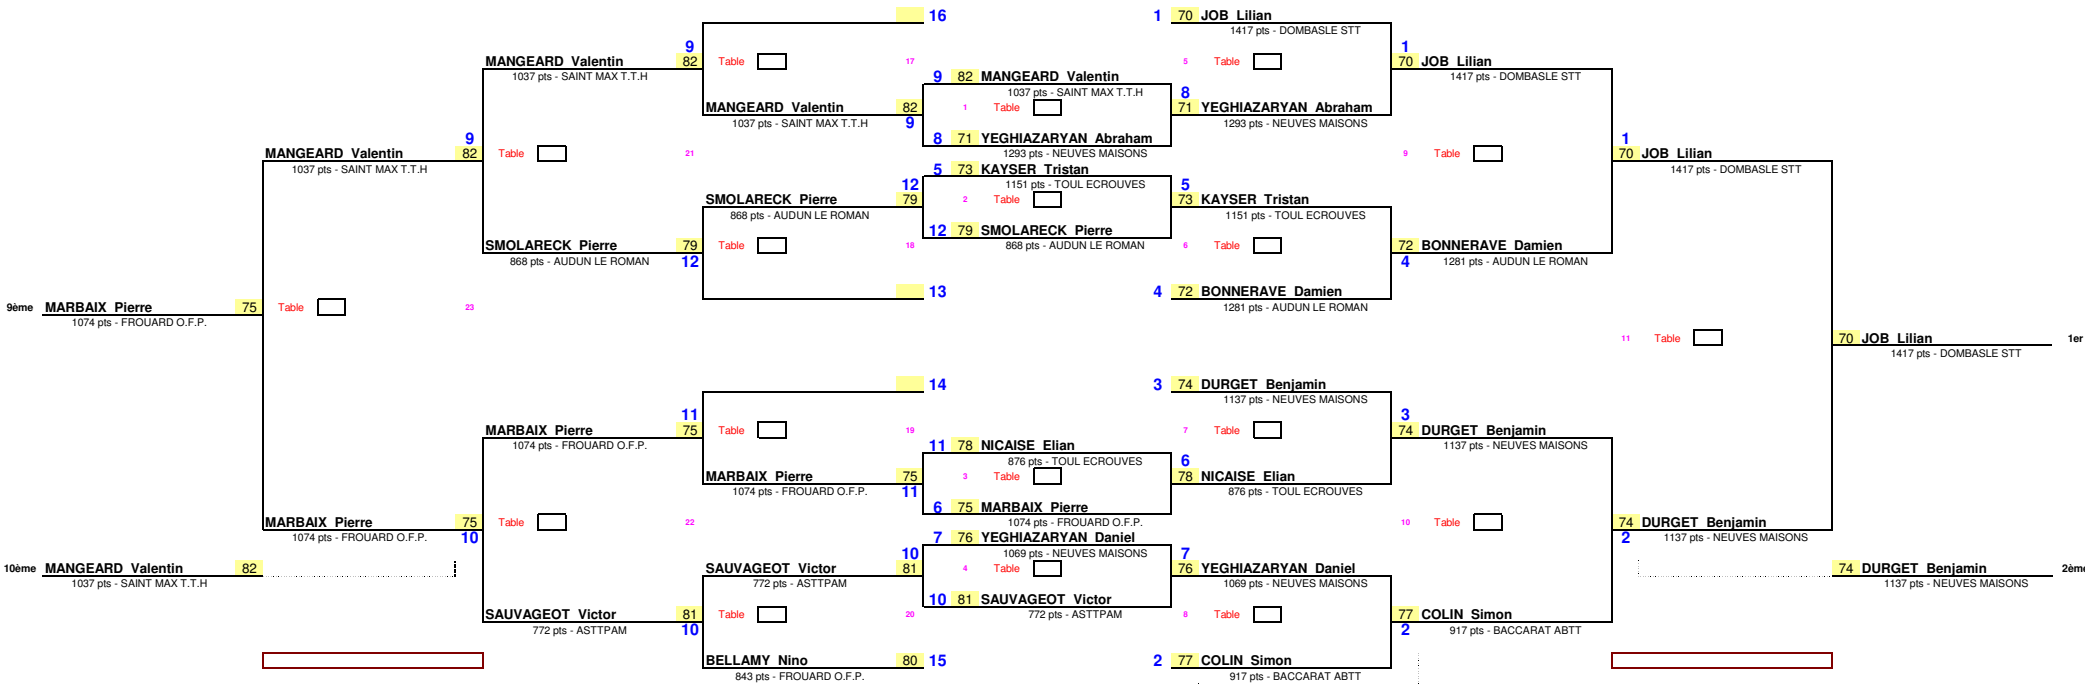 16
1 70 JOB Lilian
1417 pts - DOMBASLE STT
9
1
MANGEARD Valentin 82 Table 17 5 Table 70 JOB Lilian
1037 pts - SAINT MAX T.T.H
1417 pts - DOMBASLE STT
9 82 MANGEARD Valentin
1037 pts - SAINT MAX T.T.H
8
MANGEARD Valentin 82 1 Table 71 YEGHIAZARYAN Abraham
1037 pts - SAINT MAX T.T.H
9
1293 pts - NEUVES MAISONS
8 71 YEGHIAZARYAN Abraham
1293 pts - NEUVES MAISONS
9
1
MANGEARD Valentin 82 Table 21 9 Table 70 JOB Lilian
1037 pts - SAINT MAX T.T.H
1417 pts - DOMBASLE STT
5 73 KAYSER Tristan
1151 pts - TOUL ECROUVES
12
5
SMOLARECK Pierre 79 2 Table 73 KAYSER Tristan
868 pts - AUDUN LE ROMAN
1151 pts - TOUL ECROUVES
12 79 SMOLARECK Pierre
868 pts - AUDUN LE ROMAN
SMOLARECK Pierre 79 Table 18 6 Table 72 BONNERAVE Damien
868 pts - AUDUN LE ROMAN
12
4
1281 pts - AUDUN LE ROMAN
13
4 72 BONNERAVE Damien
1281 pts - AUDUN LE ROMAN
9ème MARBAIX Pierre 75 Table 23
1074 pts - FROUARD O.F.P.
11 Table 70 JOB Lilian 1er
1417 pts - DOMBASLE STT
14
3 74 DURGET Benjamin
1137 pts - NEUVES MAISONS
11
3
MARBAIX Pierre 75 Table 19 7 Table 74 DURGET Benjamin
1074 pts - FROUARD O.F.P.
1137 pts - NEUVES MAISONS
11 78 NICAISE Elian
876 pts - TOUL ECROUVES
6
MARBAIX Pierre 75 3 Table 78 NICAISE Elian
1074 pts - FROUARD O.F.P.
11
876 pts - TOUL ECROUVES
6 75 MARBAIX Pierre
1074 pts - FROUARD O.F.P.
MARBAIX Pierre 75 Table 22 10 Table 74 DURGET Benjamin
1074 pts - FROUARD O.F.P.
10
2
1137 pts - NEUVES MAISONS
7 76 YEGHIAZARYAN Daniel
1069 pts - NEUVES MAISONS
10
7
10ème MANGEARD Valentin 82
1037 pts - SAINT MAX T.T.H
SAUVAGEOT Victor 81 4 Table 76 YEGHIAZARYAN Daniel
772 pts - ASTTPAM
1069 pts - NEUVES MAISONS
74 DURGET Benjamin 2ème
1137 pts - NEUVES MAISONS
10 81 SAUVAGEOT Victor
772 pts - ASTTPAM
SAUVAGEOT Victor 81 Table 20 8 Table 77 COLIN Simon
772 pts - ASTTPAM
10
2
917 pts - BACCARAT ABTT
BELLAMY Nino 80 15
843 pts - FROUARD O.F.P.
2 77 COLIN Simon
917 pts - BACCARAT ABTT